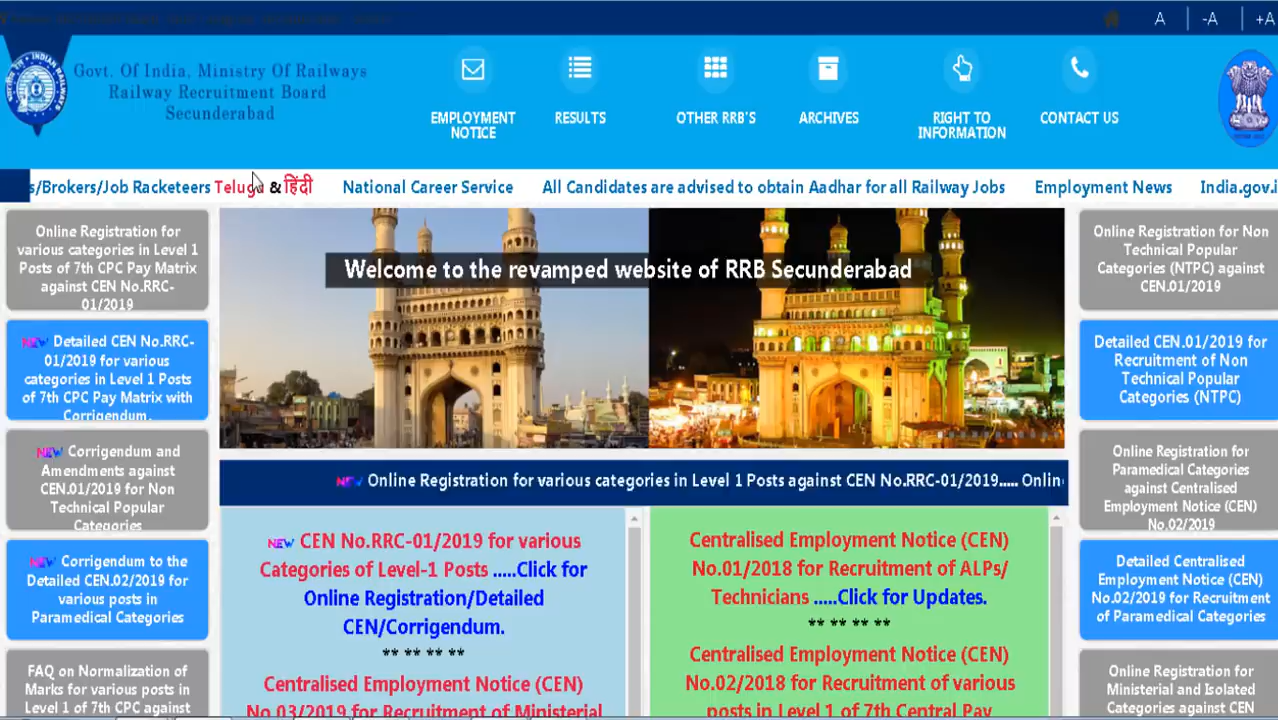 A
-A
+A
INDIAN RAILWAYS
Govt. Of India, Ministry Of Railways
Railway Recruitment Board
Secunderabad
EMPLOYMENT
NOTICE
RESULTS
OTHER RRB'S
ARCHIVES
RIGHT TO
INFORMATION
CONTACT US
s/Brokers/Job Racketeers Telugu & हिंदी
National Career Service
All Candidates are advised to obtain Aadhar for all Railway Jobs
Employment News
India.gov.i
Online Registration for
various categories in Level 1
Posts of 7th CPC Pay Matrix
against CEN No.RRC-
01/2019
NEW Detailed CEN No.RRC-
01/2019 for various
categories in Level 1 Posts
of 7th CPC Pay Matrix with
Corrigendum.
NEW Corrigendum and
Amendments against
CEN.01/2019 for Non
Technical Popular
Categories
NEW Corrigendum to the
Detailed CEN.02/2019 for
various posts in
Paramedical Categories
FAQ on Normalization of
Marks for various posts in
Level 1 of 7th CPC against
Welcome to the revamped website of RRB Secunderabad
NEW Online Registration for various categories in Level 1 Posts against CEN No.RRC-01/2019..... Onlin
NEW CEN No.RRC-01/2019 for various
Categories of Level-1 Posts .....Click for
Online Registration/Detailed
CEN/Corrigendum.
** ** ** **
Centralised Employment Notice (CEN)
No.03/2019 for Recruitment of Ministerial
Centralised Employment Notice (CEN)
No.01/2018 for Recruitment of ALPs/
Technicians .....Click for Updates.
** ** ** **
Centralised Employment Notice (CEN)
No.02/2018 for Recruitment of various
posts in Level 1 of 7th Central Pay
Online Registration for Non
Technical Popular
Categories (NTPC) against
CEN.01/2019
Detailed CEN.01/2019 for
Recruitment of Non
Technical Popular
Categories (NTPC)
Online Registration for
Paramedical Categories
against Centralised
Employment Notice (CEN)
No.02/2019
Detailed Centralised
Employment Notice (CEN)
No.02/2019 for Recruitment
of Paramedical Categories
Online Registration for
Ministerial and Isolated
Categories against CEN